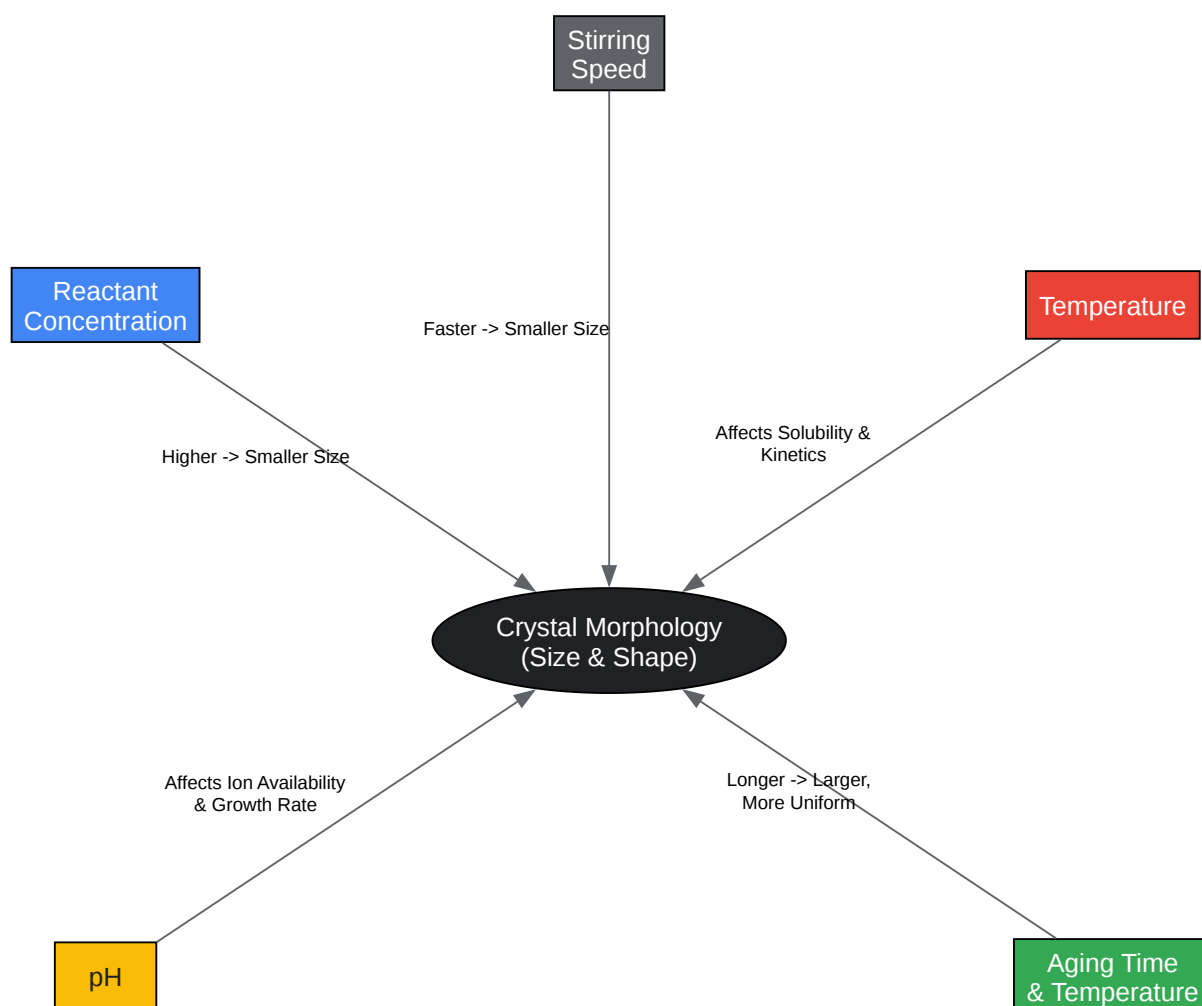 Stirring
Speed
Reactant
Concentration
Temperature
Faster -> Smaller Size
Higher -> Smaller Size
Affects Solubility &
Kinetics
Crystal Morphology
(Size & Shape)
Affects Ion Availability
& Growth Rate
Longer -> Larger,
More Uniform
pH
Aging Time
& Temperature